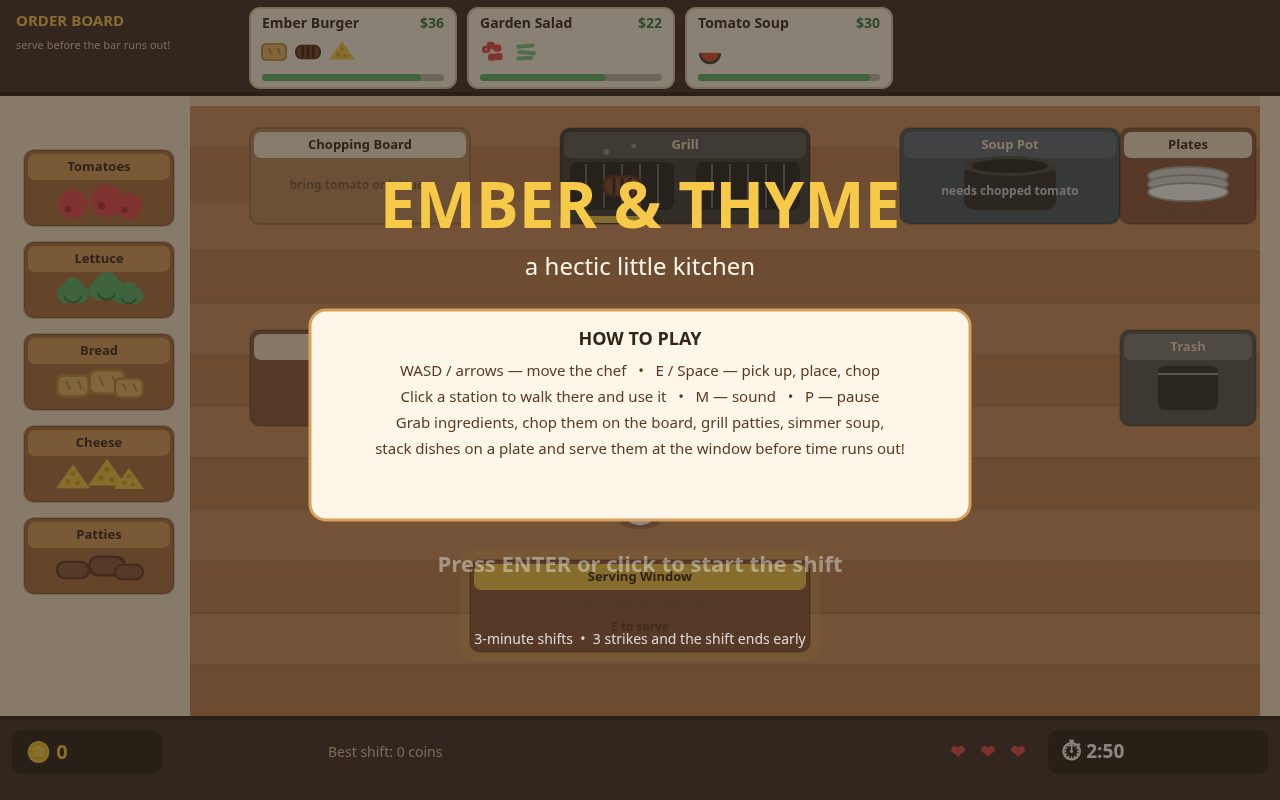 ORDER BOARD
serve before the bar runs out!
Ember Burger $36
Garden Salad $22
Tomato Soup $30
Chopping Board
Grill
Soup Pot
Plates
Tomatoes
bring tomato or
needs chopped tomato
EMBER & THYME
Lettuce
a hectic little kitchen
HOW TO PLAY
Bread
Trash
WASD / arrows — move the chef • E / Space — pick up, place, chop
Click a station to walk there and use it • M — sound • P — pause
Grab ingredients, chop them on the board, grill patties, simmer soup,
stack dishes on a plate and serve them at the window before time runs out!
Cheese
Patties
Press ENTER or click to start the shift
Serving Window
E to serve
3-minute shifts • 3 strikes and the shift ends early
0
Best shift: 0 coins
2:50